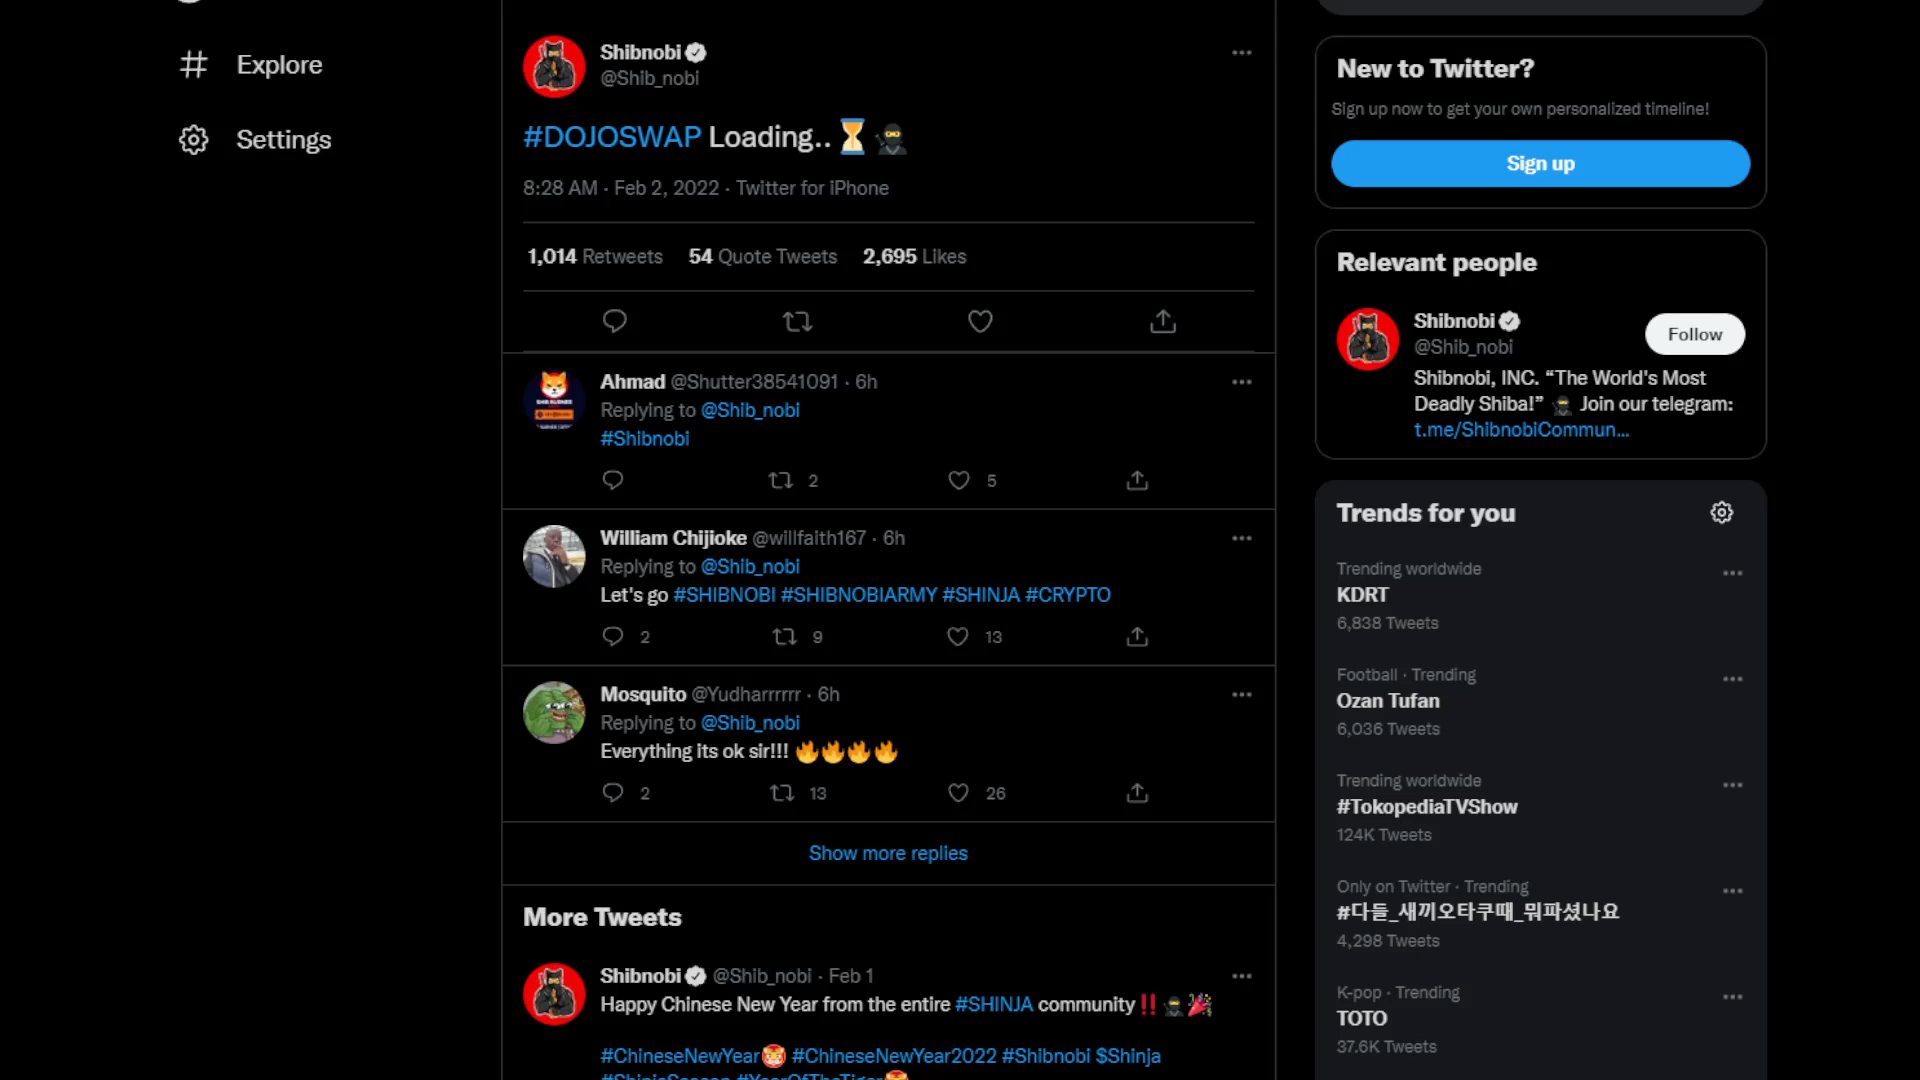 Explore
Settings
Shibnobi
@Shib_nobi
#DOJOSWAP Loading..
8:28 AM · Feb 2, 2022 · Twitter for iPhone
1,014 Retweets 54 Quote Tweets 2,695 Likes
Ahmad @Shutter38541091 · 6h
Replying to @Shib_nobi
#Shibnobi
2 5
William Chijioke @willfaith167 · 6h
Replying to @Shib_nobi
Let's go #SHIBNOBI #SHIBNOBIARMY #SHINJA #CRYPTO
2 9 13
Mosquito @Yudharrrrrr · 6h
Replying to @Shib_nobi
Everything its ok sir!!! 🔥🔥🔥🔥
2 13 26
Show more replies
More Tweets
Shibnobi @Shib_nobi · Feb 1
Happy Chinese New Year from the entire #SHINJA community‼️🥷🎉
#ChineseNewYear #ChineseNewYear2022 #Shibnobi $Shinja
#ShinjaSeason #YearOfTheTiger
New to Twitter?
Sign up now to get your own personalized timeline!
Sign up
Relevant people
Shibnobi
@Shib_nobi
Follow
Shibnobi, INC. “The World's Most
Deadly Shiba!” 🥷 Join our telegram:
t.me/ShibnobiCommun…
Trends for you
Trending worldwide
KDRT
6,838 Tweets
Football · Trending
Ozan Tufan
6,036 Tweets
Trending worldwide
#TokopediaTVShow
124K Tweets
Only on Twitter · Trending
#다들_새끼오타쿠때_뭐파셨나요
4,298 Tweets
K-pop · Trending
TOTO
37.6K Tweets